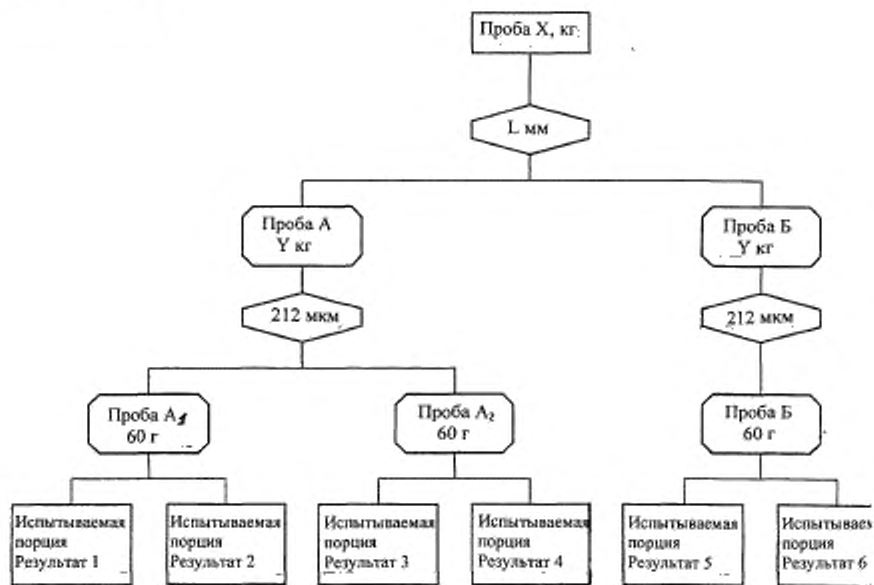 Проба X, кг
L мм
Проба А
Y кг
Проба Б
Y кг
212 мкм
212 мкм
Проба А1
60 г
Проба А2
60 г
Проба Б
60 г
Испытываемая
порция
Результат 1
Испытываемая
порция
Результат 2
Испытываемая
порция
Результат 3
Испытываемая
порция
Результат 4
Испытываемая
порция
Результат 5
Испытываем
порция
Результат 6